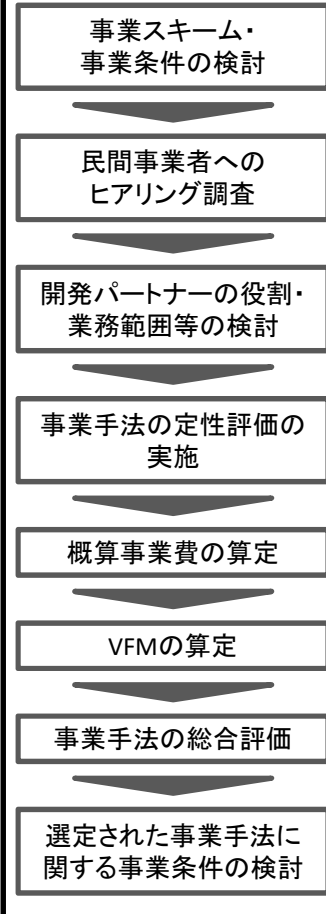 事業スキーム・
事業条件の検討
民間事業者への
ヒアリング調査
開発パートナーの役割・
業務範囲等の検討
事業手法の定性評価の
実施
概算事業費の算定
VFMの算定
事業手法の総合評価
選定された事業手法に
関する事業条件の検討